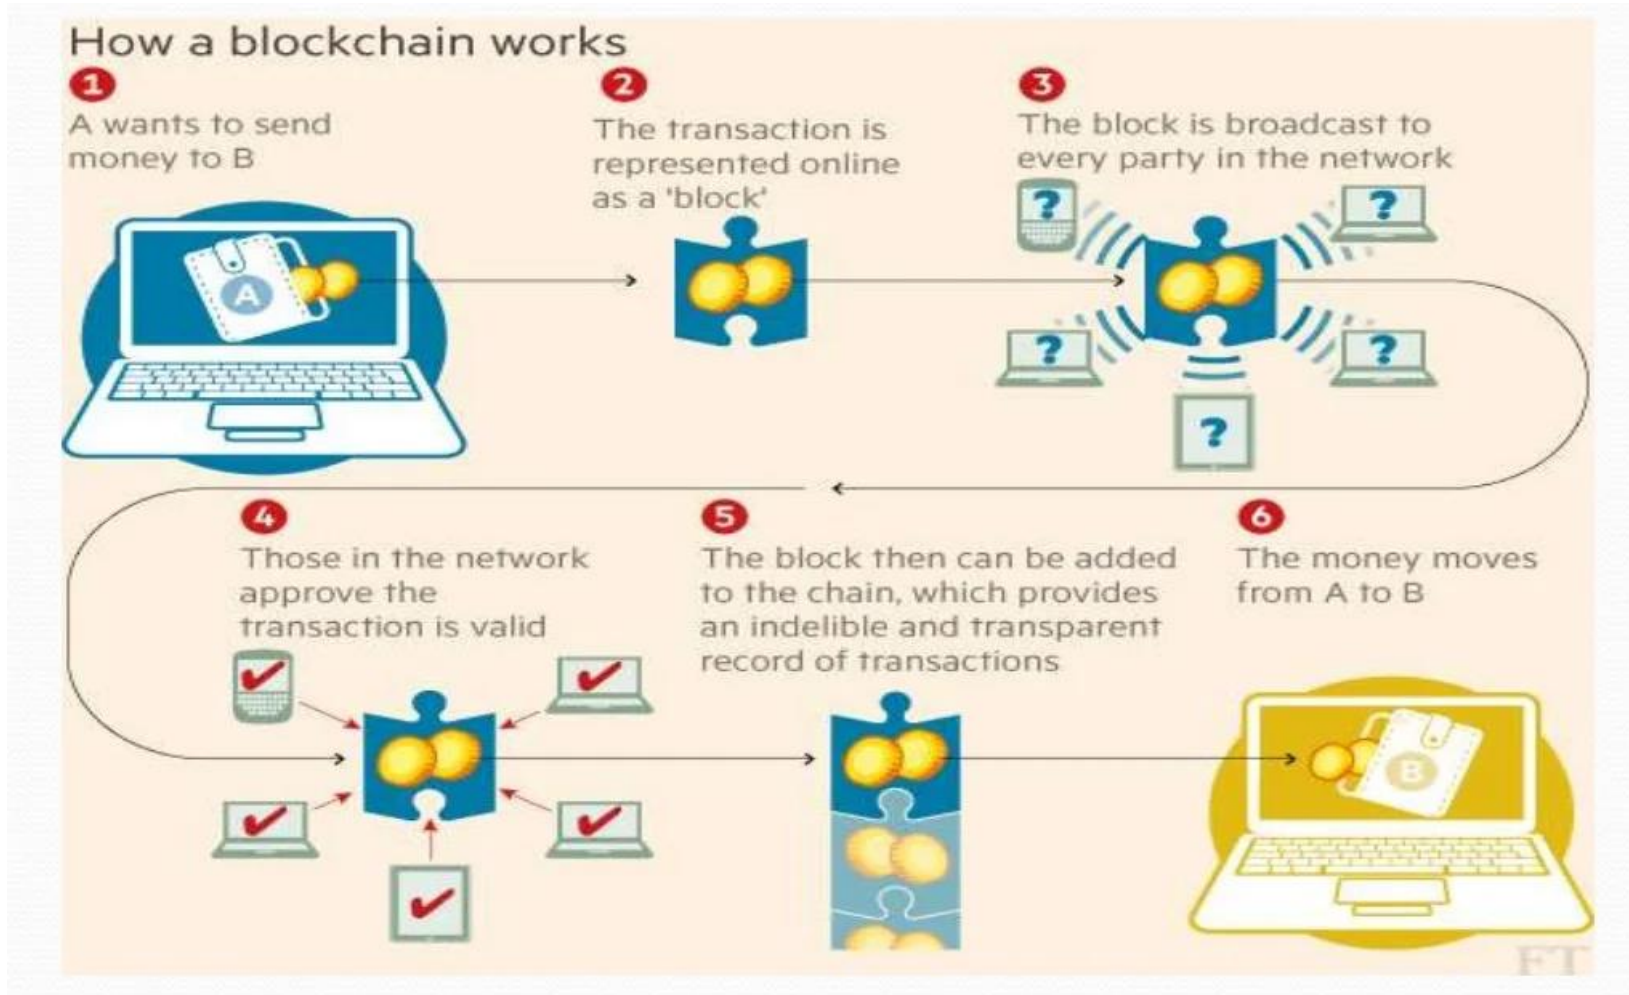 How a blockchain works
1
A wants to send
money to B
2
The transaction is
represented online
as a 'block'
3
The block is broadcast to
every party in the network
?
?
?
?
?
A
4
Those in the network
approve the
transaction is valid
5
The block then can be added
to the chain, which provides
an indelible and transparent
record of transactions
6
The money moves
from A to B
B
FT